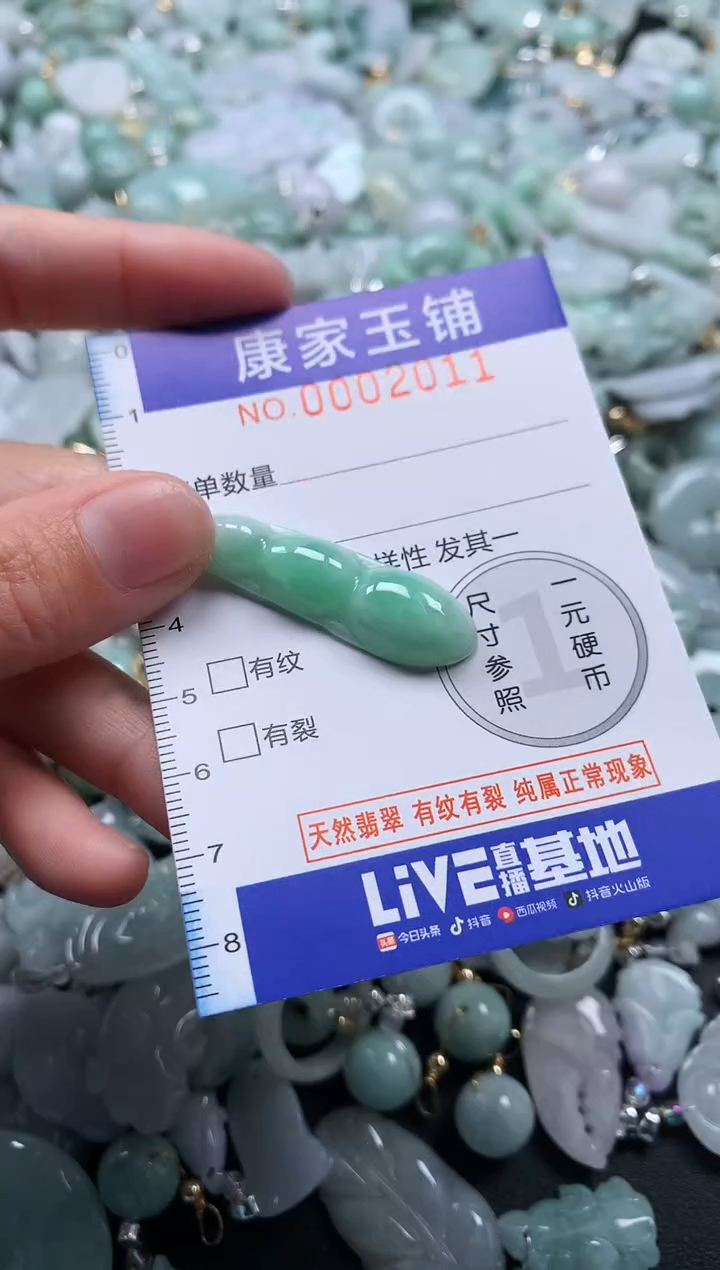 康家玉铺
NO.0002011
0
1
单数量
样性 发其一
4
5
6
7
8
有纹
有裂
1
尺寸参照
一元硬币
天然翡翠 有纹有裂 纯属正常现象
LiVE直播基地
头条 今日头条 抖音 西瓜视频 抖音火山版